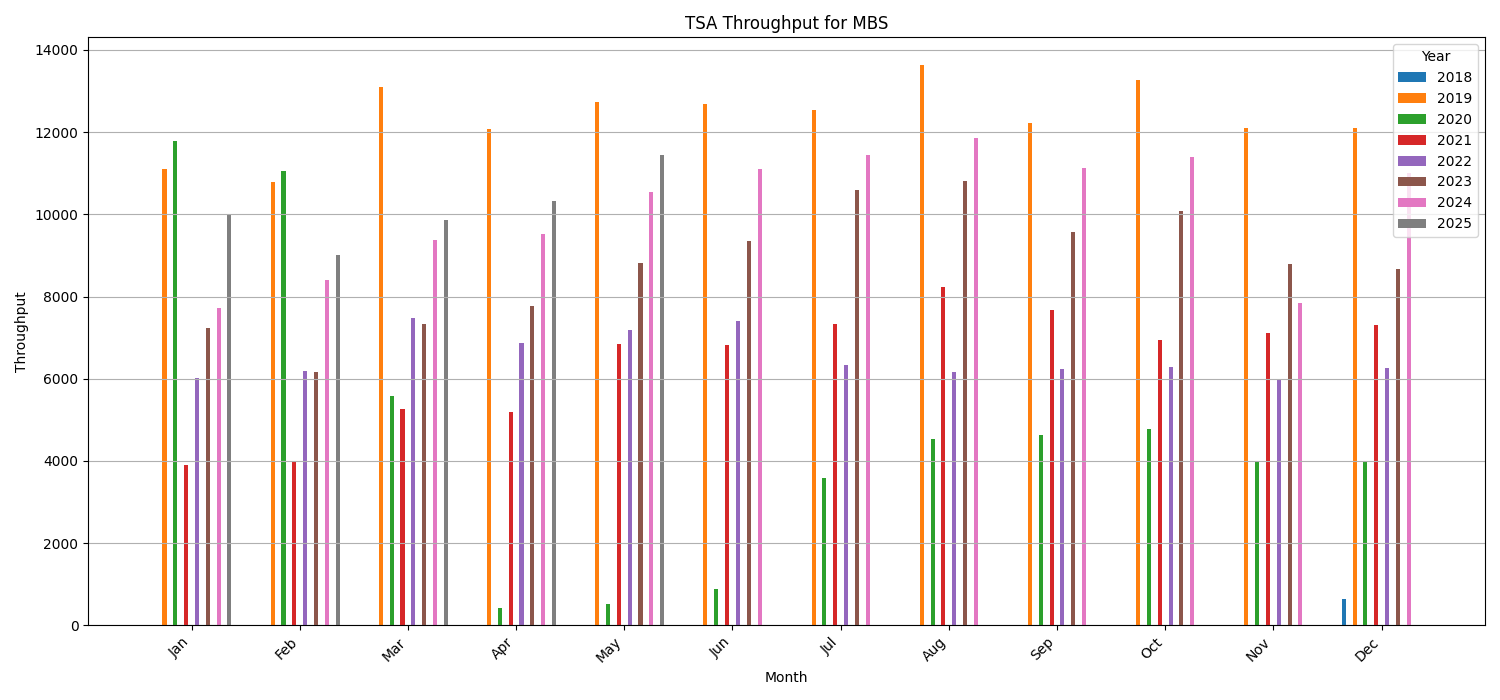 TSA Throughput for MBS
Throughput
14000
12000
10000
8000
6000
4000
2000
0
Year
2018
2019
2020
2021
2022
2023
2024
2025
Jan
Feb
Mar
Apr
May
Jun
Jul
Aug
Sep
Oct
Nov
Dec
Month